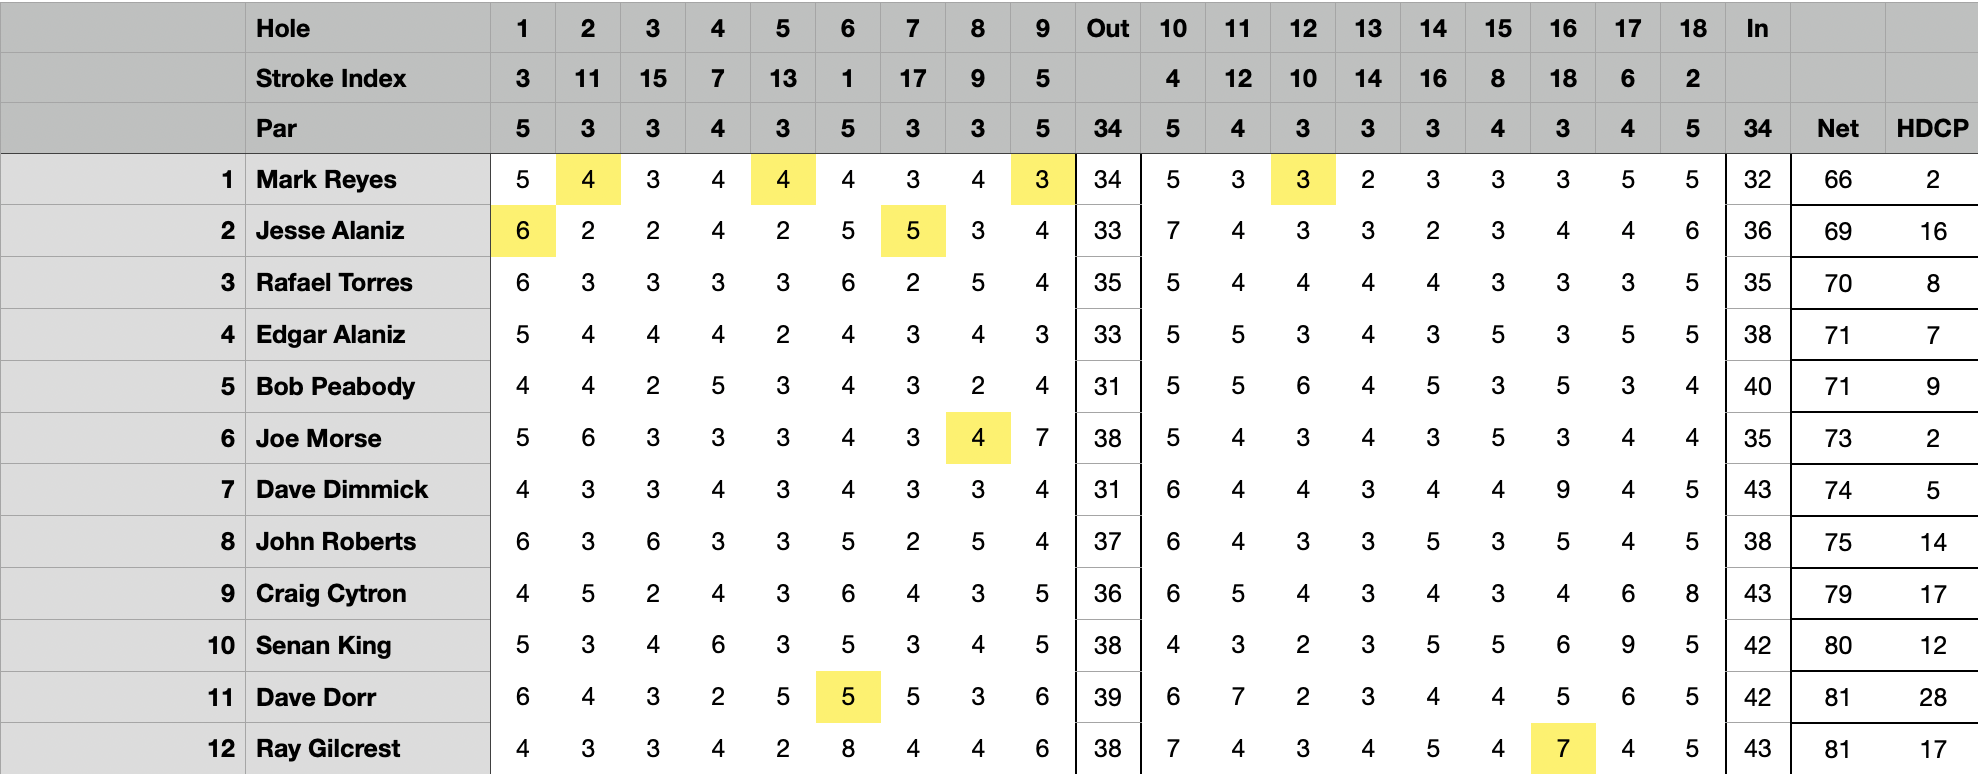 Hole 1 2 3 4 5 6 7 8 9 Out 10 11 12 13 14 15 16 17 18 In
Stroke Index 3 11 15 7 13 1 17 9 5 4 12 10 14 16 8 18 6 2
Par 5 3 3 4 3 5 3 3 5 34 5 4 3 3 3 4 3 4 5 34 Net HDCP
1 Mark Reyes 5 4 3 4 4 4 3 4 3 34 5 3 3 2 3 3 3 5 5 32 66 2
2 Jesse Alaniz 6 2 2 4 2 5 5 3 4 33 7 4 3 3 2 3 4 4 6 36 69 16
3 Rafael Torres 6 3 3 3 3 6 2 5 4 35 5 4 4 4 4 3 3 3 5 35 70 8
4 Edgar Alaniz 5 4 4 4 2 4 3 4 3 33 5 5 3 4 3 5 3 5 5 38 71 7
5 Bob Peabody 4 4 2 5 3 4 3 2 4 31 5 5 6 4 5 3 5 3 4 40 71 9
6 Joe Morse 5 6 3 3 3 4 3 4 7 38 5 4 3 4 3 5 3 4 4 35 73 2
7 Dave Dimmick 4 3 3 4 3 4 3 3 4 31 6 4 4 3 4 4 9 4 5 43 74 5
8 John Roberts 6 3 6 3 3 5 2 5 4 37 6 4 3 3 5 3 5 4 5 38 75 14
9 Craig Cytron 4 5 2 4 3 6 4 3 5 36 6 5 4 3 4 3 4 6 8 43 79 17
10 Senan King 5 3 4 6 3 5 3 4 5 38 4 3 2 3 5 5 6 9 5 42 80 12
11 Dave Dorr 6 4 3 2 5 5 5 3 6 39 6 7 2 3 4 4 5 6 5 42 81 28
12 Ray Gilcrest 4 3 3 4 2 8 4 4 6 38 7 4 3 4 5 4 7 4 5 43 81 17